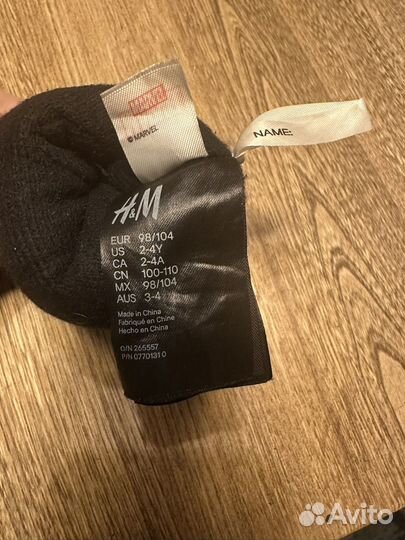 MARVEL
© MARVEL
NAME:
H&M
EUR 98/104
US 2-4Y
CA 2-4A
CN 100-110
MX 98/104
AUS 3-4
Made in China
Fabriqué en Chine
Hecho en China
O/N 265557
P/N 0770131 0
Avito